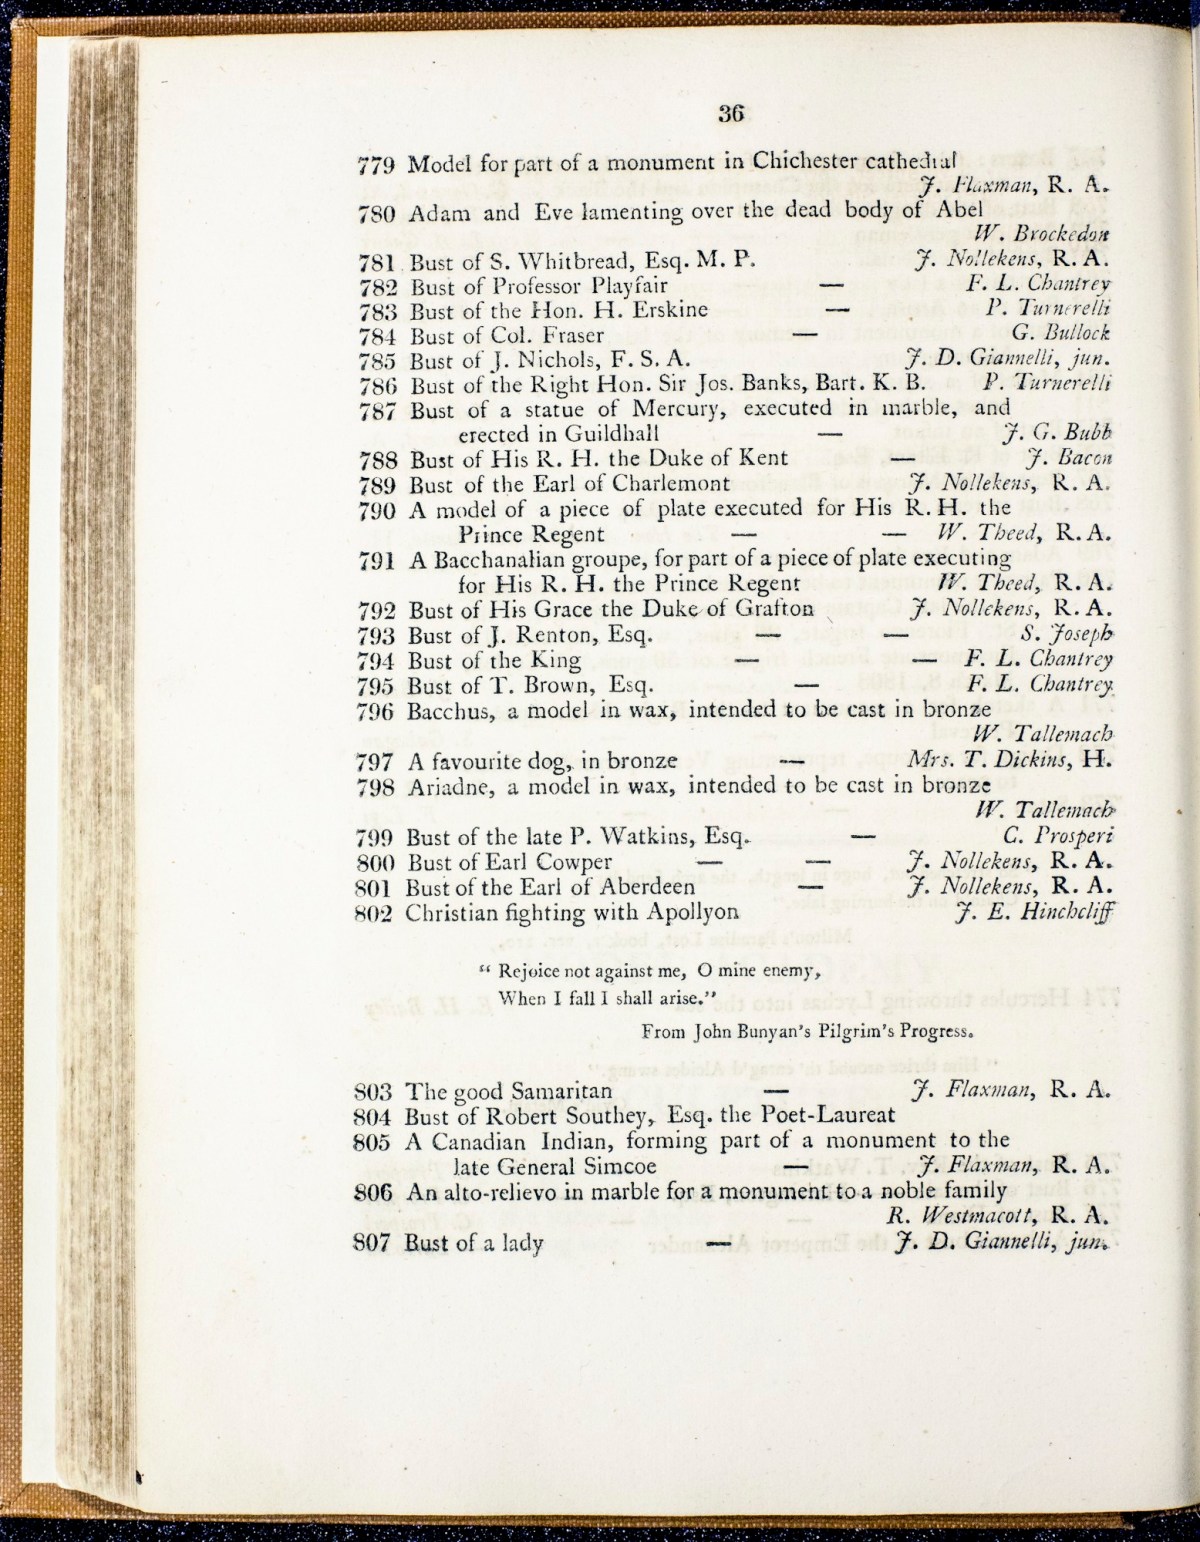 36
779 Model for part of a monument in Chichester cathedral
J. Flaxman, R. A.
780 Adam and Eve lamenting over the dead body of Abel
W. Brockedon
781 Bust of S. Whitbread, Esq. M. P. J. Nollekens, R. A.
782 Bust of Professor Playfair — F. L. Chantrey
783 Bust of the Hon. H. Erskine — P. Turnerelli
784 Bust of Col. Fraser — G. Bullock
785 Bust of J. Nichols, F. S. A. J. D. Giannelli, jun.
786 Bust of the Right Hon. Sir Jos. Banks, Bart. K. B. P. Turnerelli
787 Bust of a statue of Mercury, executed in marble, and
erected in Guildhall — J. G. Bubb
788 Bust of His R. H. the Duke of Kent — J. Bacon
789 Bust of the Earl of Charlemont J. Nollekens, R. A.
790 A model of a piece of plate executed for His R. H. the
Prince Regent — — W. Theed, R. A.
791 A Bacchanalian groupe, for part of a piece of plate executing
for His R. H. the Prince Regent W. Theed, R. A.
792 Bust of His Grace the Duke of Grafton J. Nollekens, R. A.
793 Bust of J. Renton, Esq. — — S. Joseph
794 Bust of the King — — F. L. Chantrey
795 Bust of T. Brown, Esq. — F. L. Chantrey
796 Bacchus, a model in wax, intended to be cast in bronze
W. Tallemach
797 A favourite dog, in bronze — Mrs. T. Dickins, H.
798 Ariadne, a model in wax, intended to be cast in bronze
W. Tallemach
799 Bust of the late P. Watkins, Esq. — C. Prosperi
800 Bust of Earl Cowper — — J. Nollekens, R. A.
801 Bust of the Earl of Aberdeen — J. Nollekens, R. A.
802 Christian fighting with Apollyon J. E. Hinchcliff
"Rejoice not against me, O mine enemy,
When I fall I shall arise."
From John Bunyan's Pilgrim's Progress.
803 The good Samaritan — J. Flaxman, R. A.
804 Bust of Robert Southey, Esq. the Poet-Laureat
805 A Canadian Indian, forming part of a monument to the
late General Simcoe — J. Flaxman, R. A.
806 An alto-relievo in marble for a monument to a noble family
R. Westmacott, R. A.
807 Bust of a lady — J. D. Giannelli, jun.